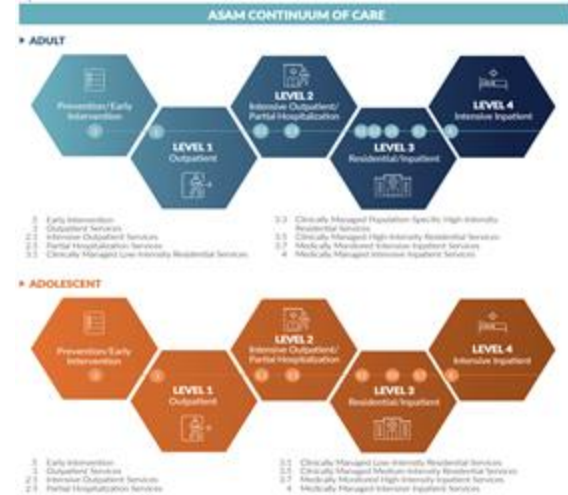 ASAM CONTINUUM OF CARE
ADULT
Prevention/Early
Intervention
LEVEL 1
Outpatient
LEVEL 2
Intensive Outpatient/
Partial Hospitalization
LEVEL 3
Residential/Inpatient
LEVEL 4
Intensive Inpatient
Early Intervention
1 Outpatient Services
2.1 Intensive Outpatient Services
2.5 Partial Hospitalization Services
3.1 Clinically Managed Low-Intensity Residential Services
3.3 Clinically Managed Population-Specific High-Intensity
Residential Services
3.5 Clinically Managed High-Intensity Residential Services
3.7 Medically Monitored Intensive Inpatient Services
4 Medically Managed Intensive Inpatient Services
ADOLESCENT
Prevention/Early
Intervention
LEVEL 1
Outpatient
LEVEL 2
Intensive Outpatient/
Partial Hospitalization
LEVEL 3
Residential/Inpatient
LEVEL 4
Intensive Inpatient
Early Intervention
1 Outpatient Services
2.1 Intensive Outpatient Services
2.5 Partial Hospitalization Services
3.1 Clinically Managed Low-Intensity Residential Services
3.5 Clinically Managed Medium-Intensity Residential Services
3.7 Medically Monitored High-Intensity Inpatient Services
4 Medically Managed Intensive Inpatient Services